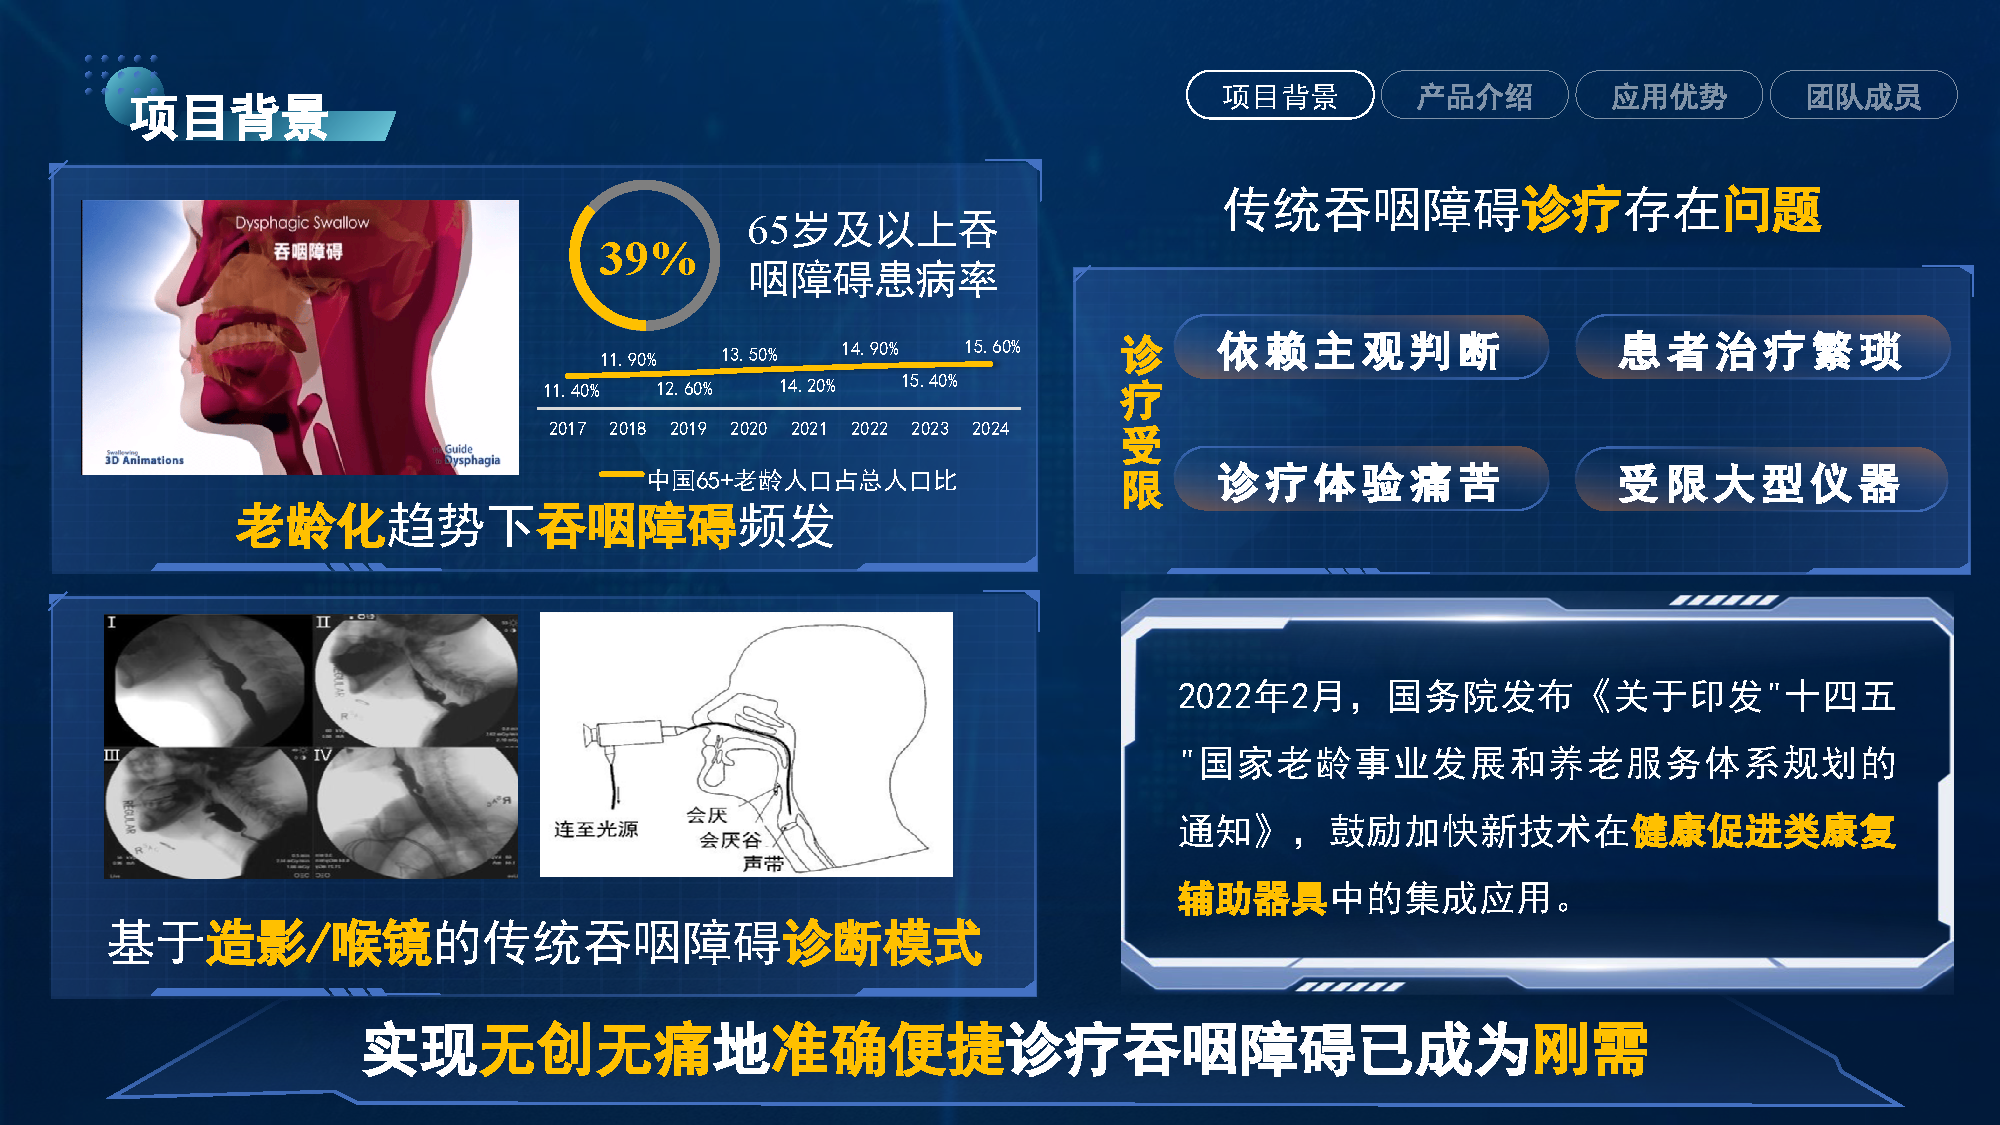 项目背景
项目背景
产品介绍
应用优势
团队成员
Dysphagic Swallow
吞咽障碍
Swallowing
3D Animations
Guide
to Dysphagia
39%
65岁及以上吞
咽障碍患病率
11.40%
11.90%
12.60%
13.50%
14.20%
14.90%
15.40%
15.60%
2017 2018 2019 2020 2021 2022 2023 2024
中国65+老龄人口占总人口比
老龄化趋势下吞咽障碍频发
传统吞咽障碍诊疗存在问题
诊疗受限
依赖主观判断
患者治疗繁琐
诊疗体验痛苦
受限大型仪器
I
II
III
IV
REGULAR
连至光源
会厌
会厌谷
声带
基于造影/喉镜的传统吞咽障碍诊断模式
2022年2月，国务院发布《关于印发"十四五
"国家老龄事业发展和养老服务体系规划的
通知》，鼓励加快新技术在健康促进类康复
辅助器具中的集成应用。
实现无创无痛地准确便捷诊疗吞咽障碍已成为刚需